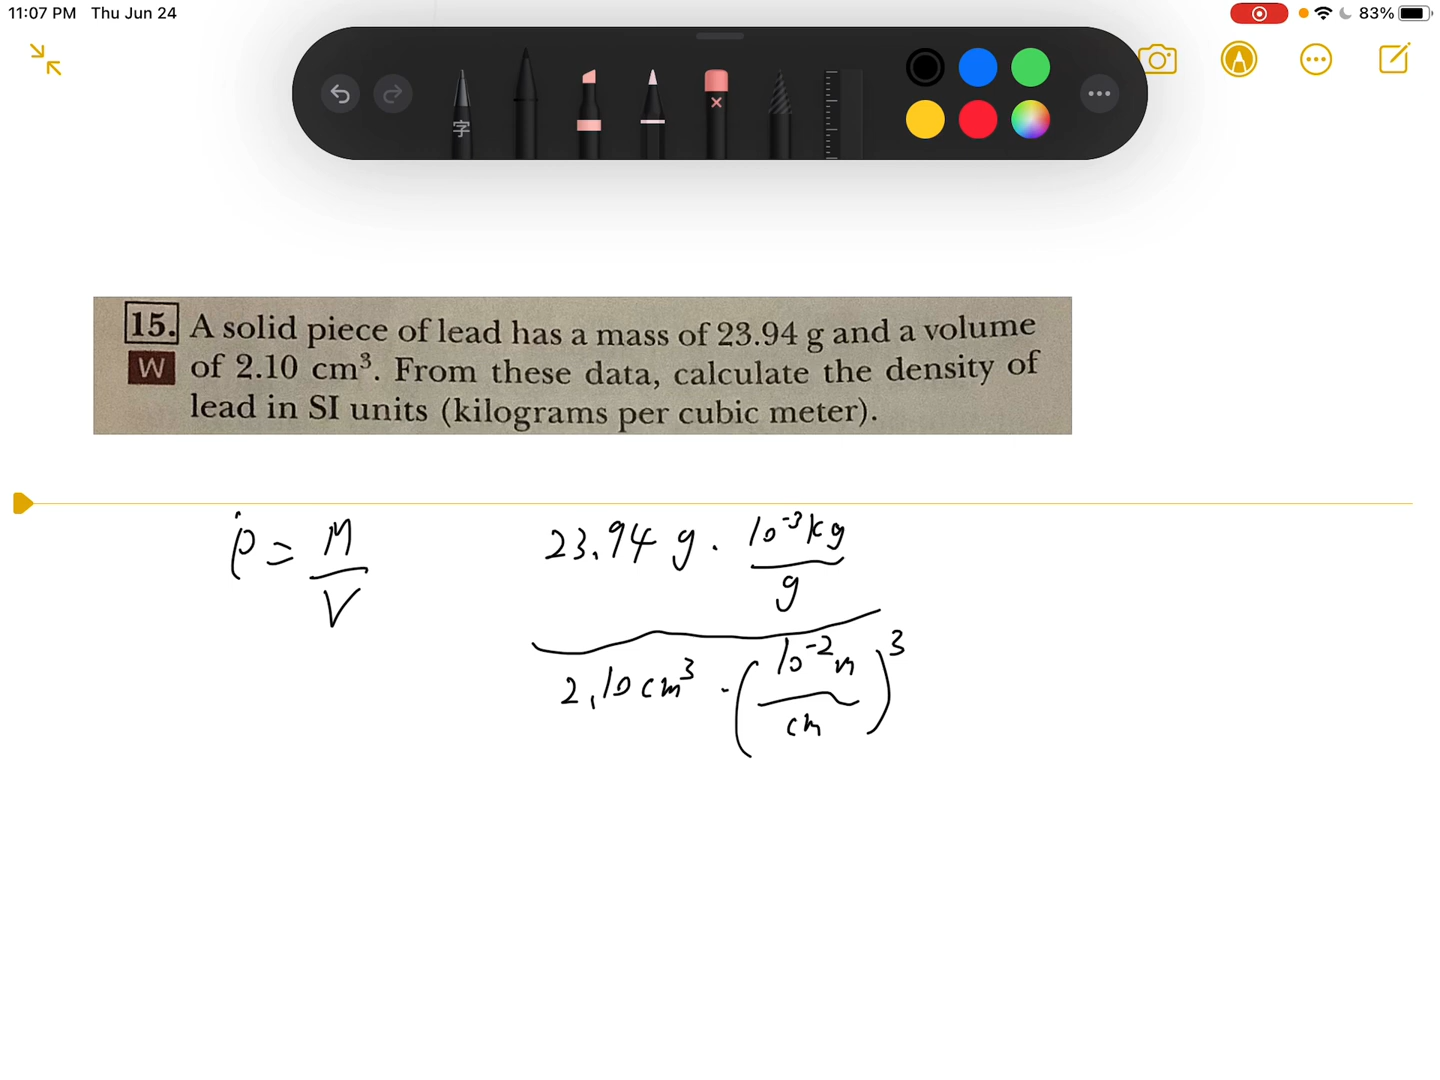 11:07 PM Thu Jun 24
83%
字
15. A solid piece of lead has a mass of 23.94 g and a volume
W of 2.10 cm³. From these data, calculate the density of
lead in SI units (kilograms per cubic meter).
ρ = M / V
23.94 g · 10⁻³ kg / g
2.10 cm³ · (10⁻² m / cm)³